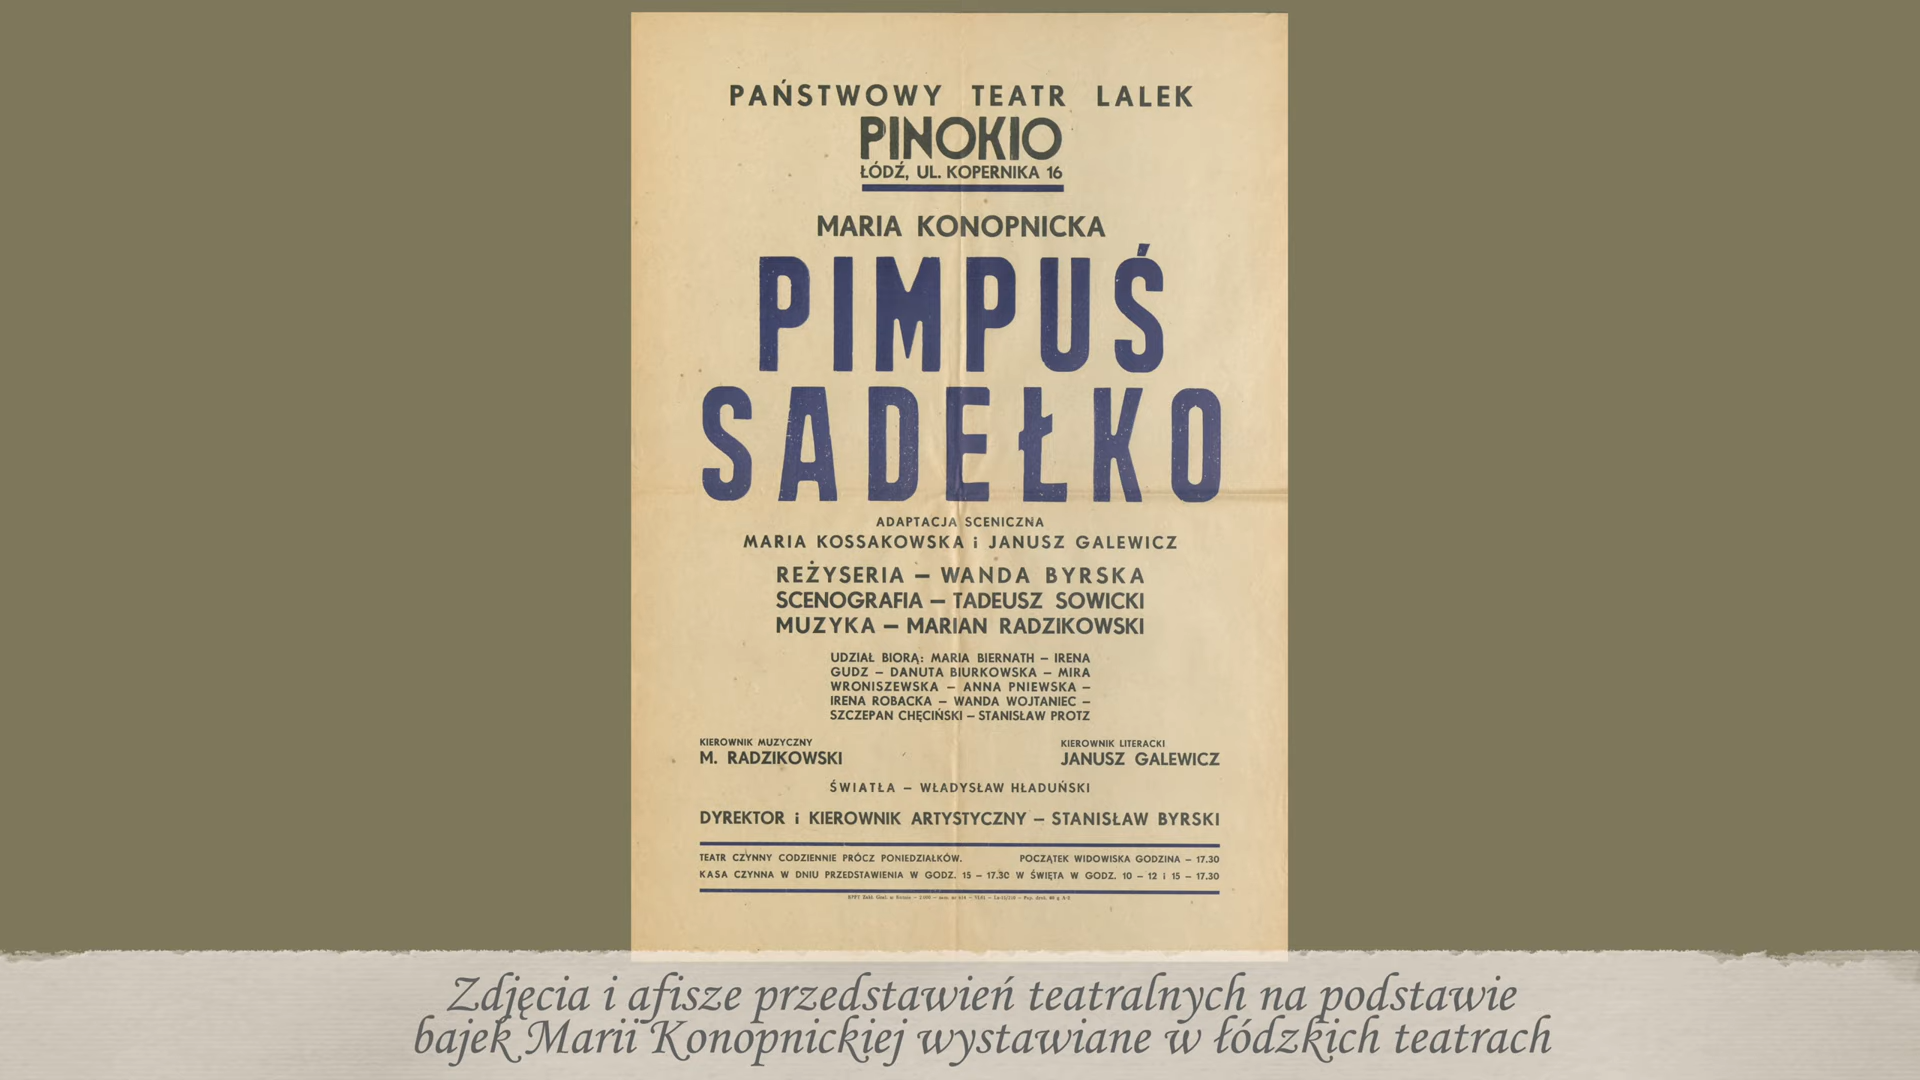 PAŃSTWOWY TEATR LALEK
PINOKIO
ŁÓDŹ, UL. KOPERNIKA 16
MARIA KONOPNICKA
PIMPUŚ
SADEŁKO
ADAPTACJA SCENICZNA
MARIA KOSSAKOWSKA i JANUSZ GALEWICZ
REŻYSERIA — WANDA BYRSKA
SCENOGRAFIA — TADEUSZ SOWICKI
MUZYKA — MARIAN RADZIKOWSKI
UDZIAŁ BIORĄ: MARIA BIERNATH — IRENA
GUDZ — DANUTA BIURKOWSKA — MIRA
WRONISZEWSKA — ANNA PNIEWSKA —
IRENA ROBACKA — WANDA WOJTANIEC —
SZCZEPAN CHĘCIŃSKI — STANISŁAW PROTZ
KIEROWNIK MUZYCZNY
M. RADZIKOWSKI
KIEROWNIK LITERACKI
JANUSZ GALEWICZ
ŚWIATŁA — WŁADYSŁAW HŁADUŃSKI
DYREKTOR i KIEROWNIK ARTYSTYCZNY — STANISŁAW BYRSKI
TEATR CZYNNY CODZIENNIE PRÓCZ PONIEDZIAŁKÓW. POCZĄTEK WIDOWISKA GODZINA — 17.30
KASA CZYNNA W DNIU PRZEDSTAWIENIA W GODZ. 15 — 17.30 W ŚWIĘTA W GODZ. 10 — 12 i 15 — 17.30
Zdjęcia i afisze przedstawień teatralnych na podstawie
bajek Marii Konopnickiej wystawiane w łódzkich teatrach